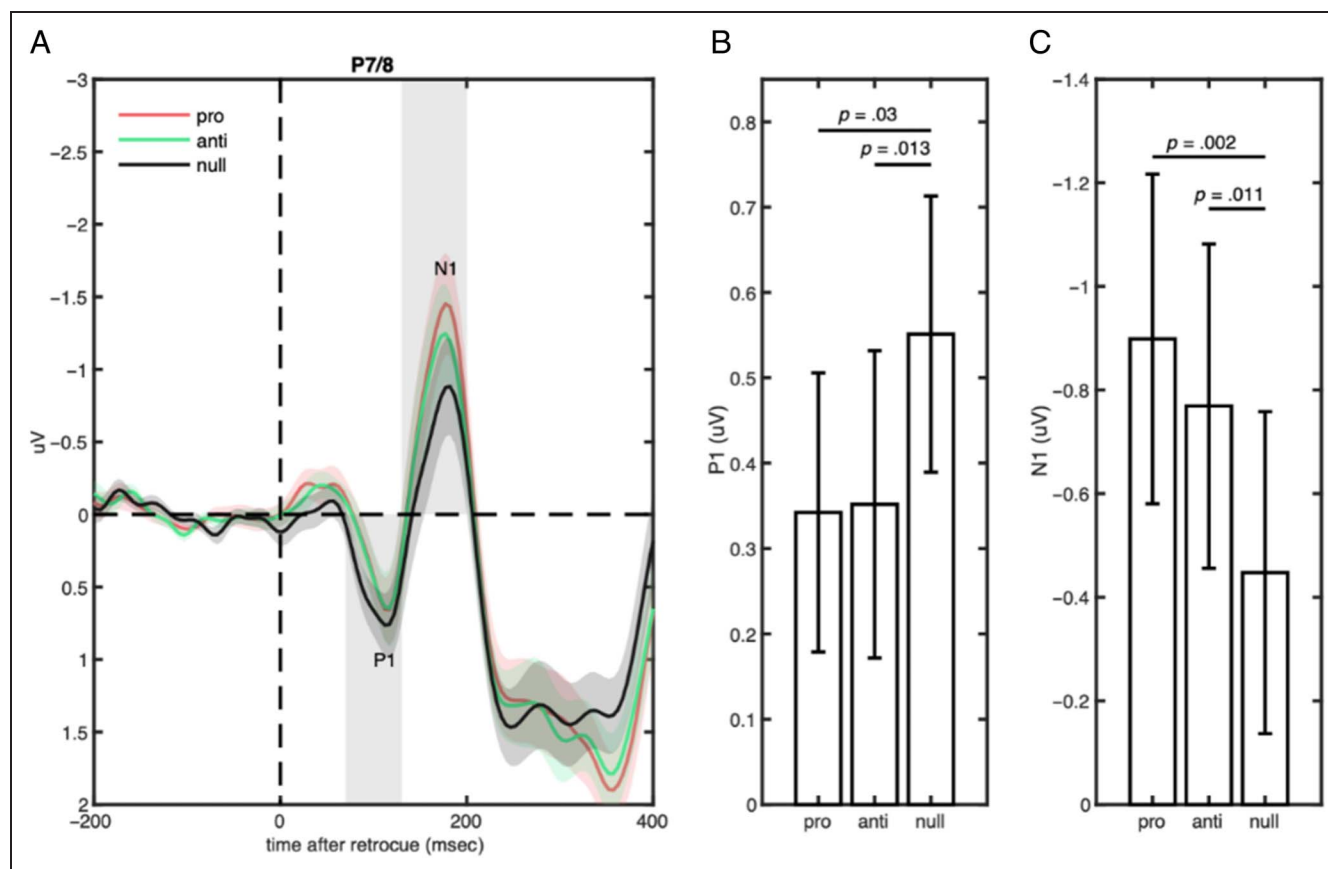 A
P7/8
−3
−2.5
−2
−1.5
−1
−0.5
0
0.5
1
1.5
2
uV
pro
anti
null
N1
P1
−200
0
200
400
time after retrocue (msec)
B
0.8
0.7
0.6
0.5
0.4
0.3
0.2
0.1
0
P1 (uV)
p = .03
p = .013
pro anti null
C
−1.4
−1.2
−1
−0.8
−0.6
−0.4
−0.2
0
N1 (uV)
p = .002
p = .011
pro anti null